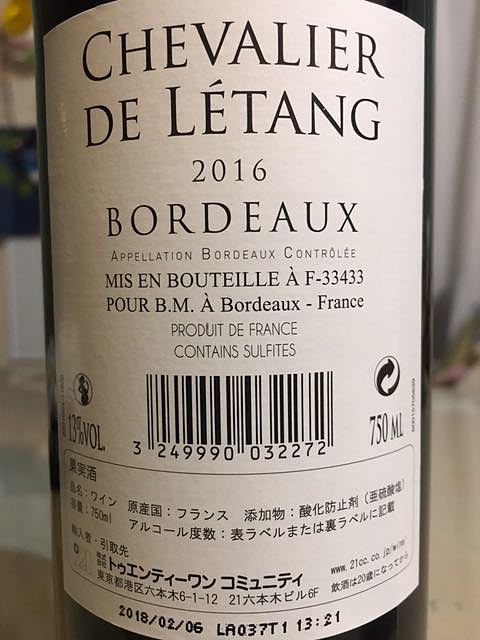 CHEVALIER
DE LÉTANG
2016
BORDEAUX
APPELLATION BORDEAUX CONTRÔLÉE
MIS EN BOUTEILLE À F-33433
POUR B.M. À Bordeaux - France
PRODUIT DE FRANCE
CONTAINS SULFITES
13%VOL.
750 ML
3 249990 032272
果実酒
品名:ワイン 原産国:フランス 添加物:酸化防止剤(亜硫酸塩)
容量:750ml アルコール度数:表ラベルまたは裏ラベルに記載
輸入者・引取先
株式会社 トゥエンティーワン コミュニティ www.21cc.co.jp/wine/
東京都港区六本木6-1-12 21六本木ビル6F 飲酒は20歳になってから
2018/02/06 LA037T1 13:21